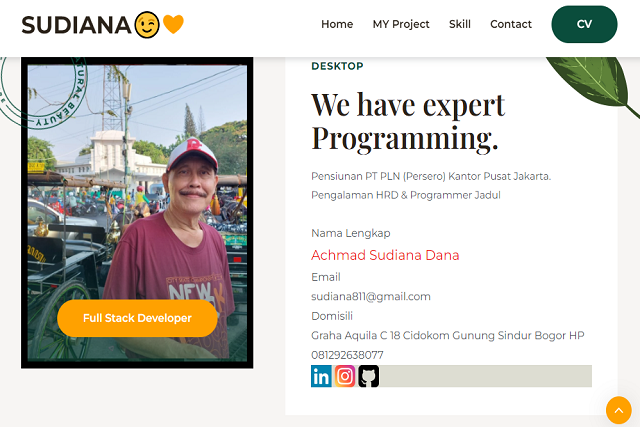 SUDIANA
Home
MY Project
Skill
Contact
CV
DESKTOP
We have expert
Programming.
Pensiunan PT PLN (Persero) Kantor Pusat Jakarta.
Pengalaman HRD & Programmer Jadul
Nama Lengkap
Achmad Sudiana Dana
Email
sudiana811@gmail.com
Domisili
Graha Aquila C 18 Cidokom Gunung Sindur Bogor HP
081292638077
in
URAL BEAUTY
NEW
Full Stack Developer